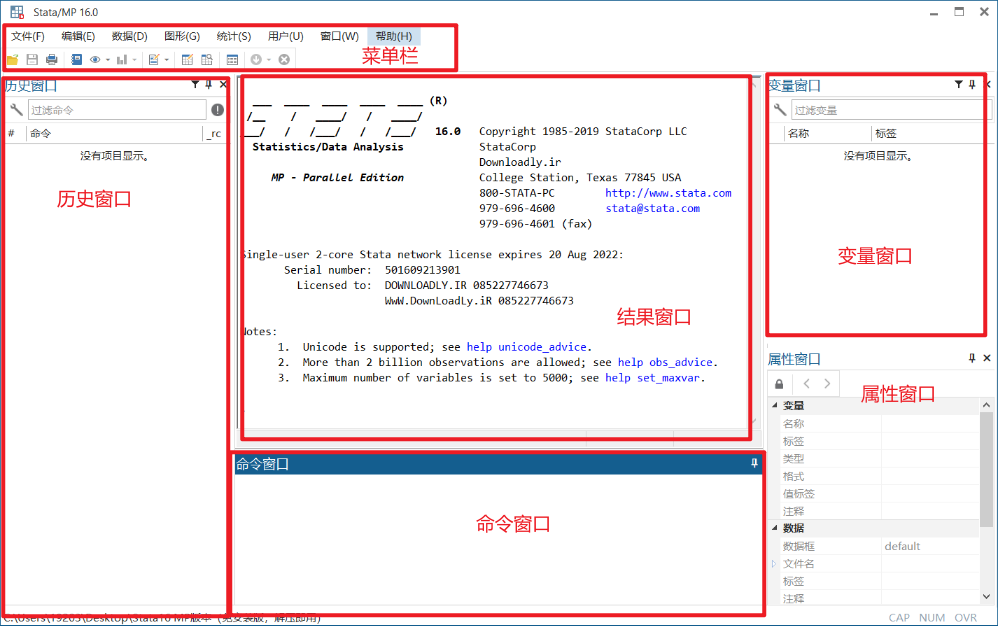 Stata/MP 16.0
文件(F) 编辑(E) 数据(D) 图形(G) 统计(S) 用户(U) 窗口(W) 帮助(H)
菜单栏
历史窗口
过滤命令
# 命令 _rc
没有项目显示。
历史窗口
(R)
16.0 Copyright 1985-2019 StataCorp LLC
Statistics/Data Analysis StataCorp
Downloadly.ir
MP - Parallel Edition College Station, Texas 77845 USA
800-STATA-PC http://www.stata.com
979-696-4600 stata@stata.com
979-696-4601 (fax)
Single-user 2-core Stata network license expires 20 Aug 2022:
Serial number: 501609213901
Licensed to: DOWNLOADLY.IR 085227746673
WwW.DownLoadLy.iR 085227746673
结果窗口
Notes:
1. Unicode is supported; see help unicode_advice.
2. More than 2 billion observations are allowed; see help obs_advice.
3. Maximum number of variables is set to 5000; see help set_maxvar.
命令窗口
命令窗口
变量窗口
过滤变量
名称 标签
没有项目显示。
变量窗口
属性窗口
属性窗口
变量
名称
标签
类型
格式
值标签
注释
数据
数据框 default
文件名
标签
注释
C:\Users\19203\Desktop\Stata16 MP版本（免安装版，解压即用）
CAP NUM OVR